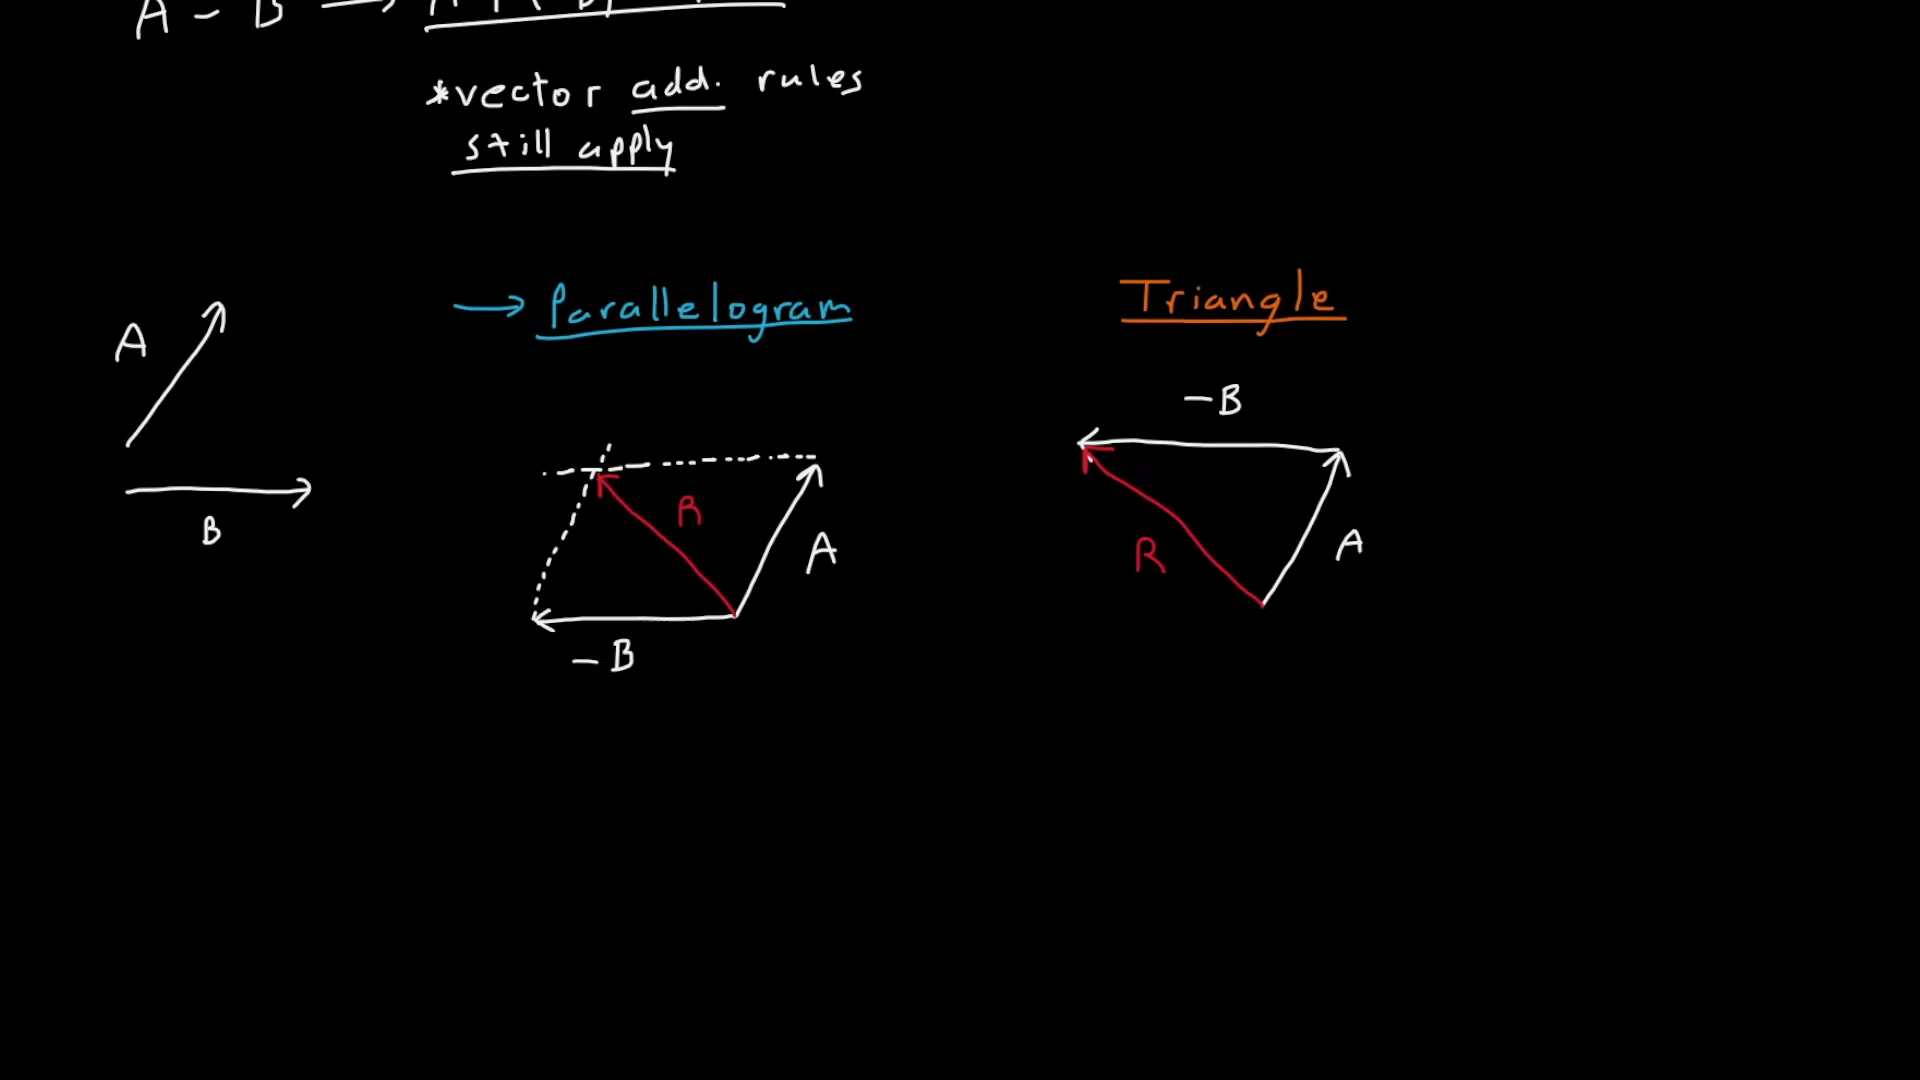 A - B →
*vector add. rules
still apply
→ Parallelogram
Triangle
A
B
-B
R
A
-B
R
A